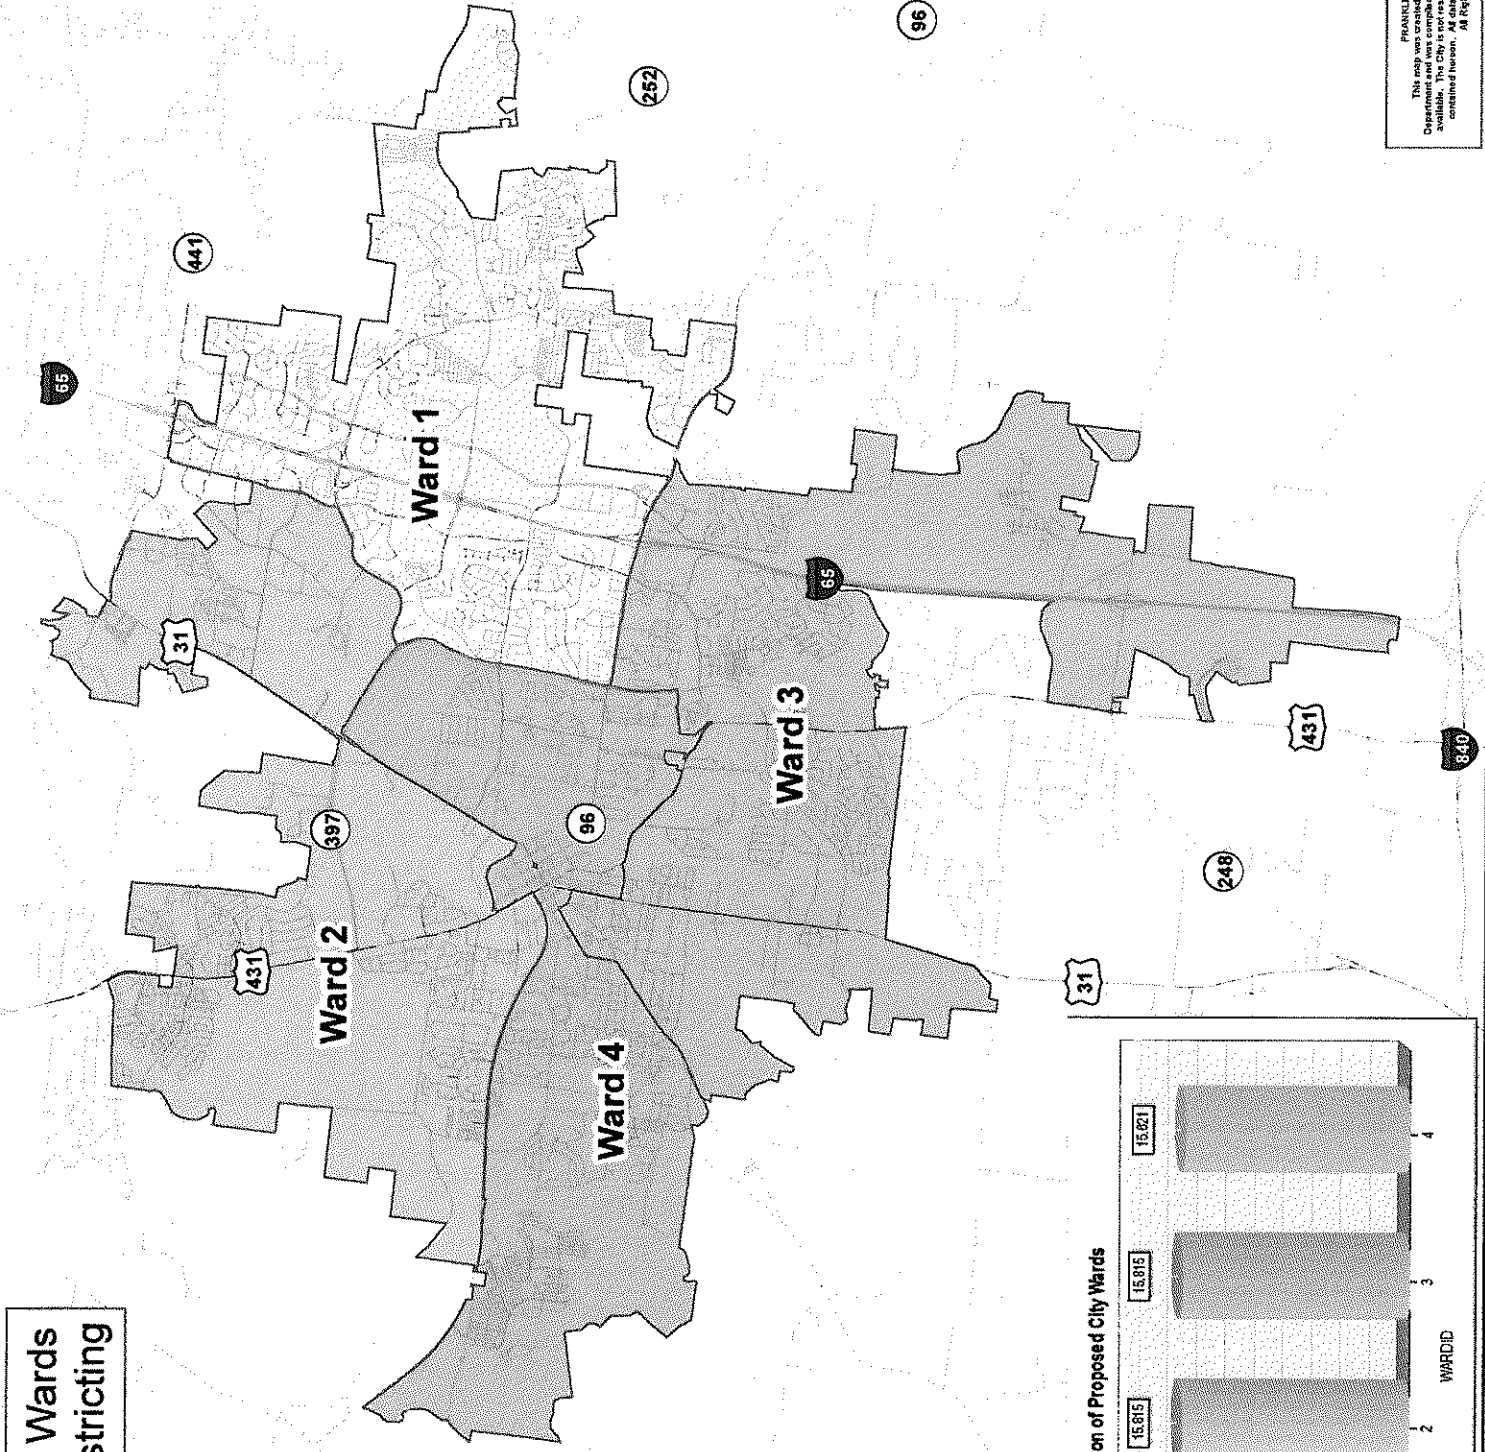 Wards
stricting
65
441
252
96
31
397
431
Ward 2
Ward 1
96
Ward 4
Ward 3
65
31
248
431
840
on of Proposed City Wards
15,815
15,815
15,621
2
3
4
WARDID
FRANKLI
This map was created
Department and was compiled
available. The City is not res
contained hereon. All data
All Rig